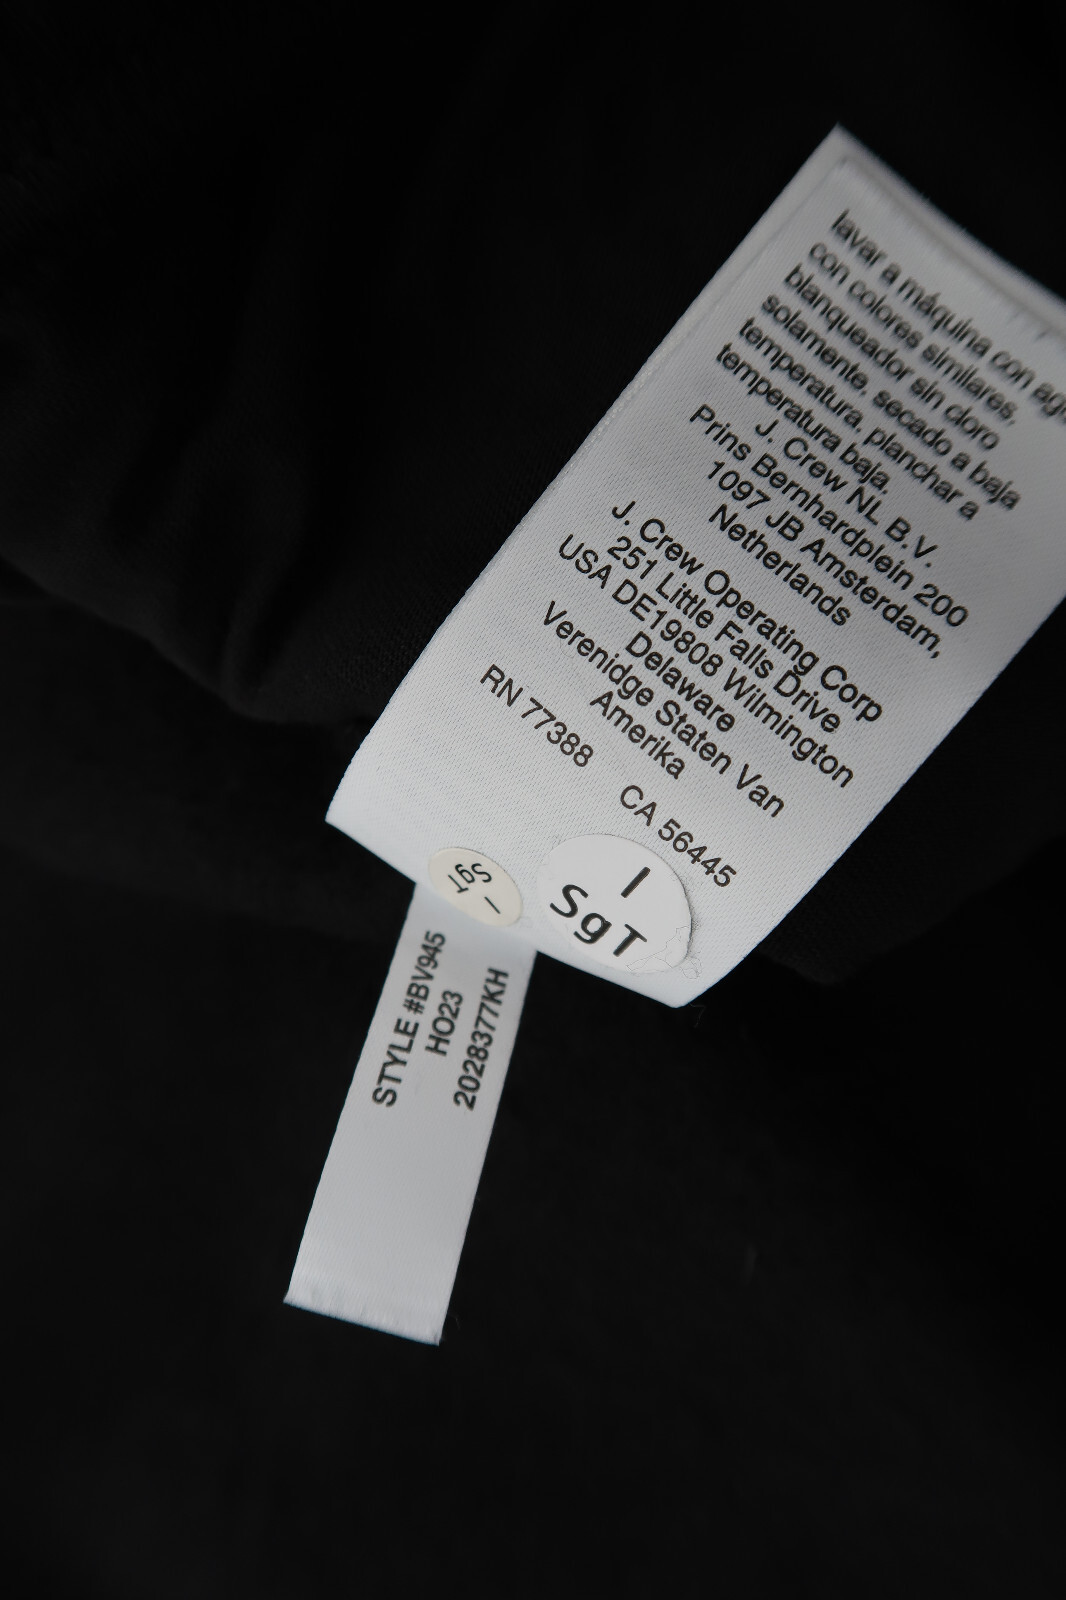 lavar a máquina con
con colores similares,
blanqueador sin cloro
solamente, secado a baja
temperatura, planchar a
temperatura baja.
J. Crew NL B.V.
Prins Bernhardplein 200
1097 JB Amsterdam,
Netherlands
J. Crew Operating Corp
251 Little Falls Drive
USA DE19808 Wilmington
Delaware
Verenidge Staten Van
Amerika
RN 77388 CA 56445
I
SgT
I
SgT
STYLE #BV945
HO23
2028377KH